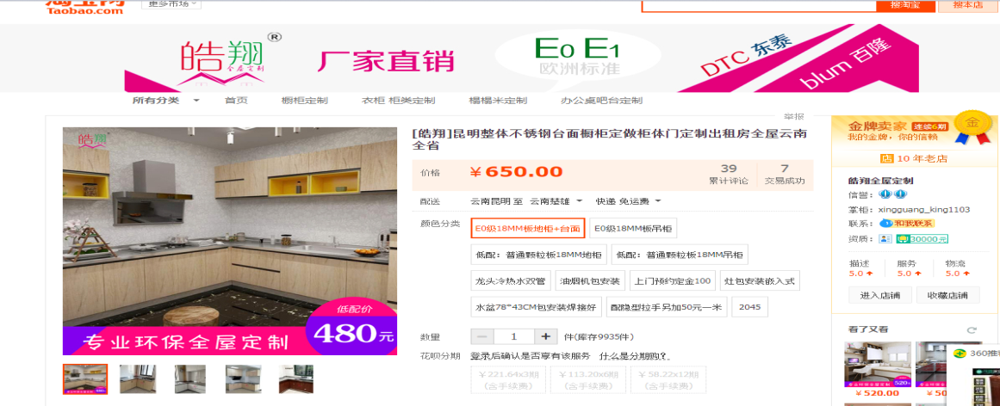 淘宝网
更多市场
搜淘宝
搜本店
Taobao.com
皓翔®
全屋定制
厂家直销
E0 E1
欧洲标准
DTC 东泰
blum 百隆
所有分类
首页
橱柜定制
衣柜 柜类定制
榻榻米定制
办公桌吧台定制
举报
皓翔
低配价
480元
专业环保全屋定制
[皓翔]昆明整体不锈钢台面橱柜定做柜体门定制出租房全屋云南
全省
价格
¥650.00
39
累计评论
7
交易成功
配送
云南昆明 至 云南楚雄
快递 免运费
颜色分类
E0级18MM板地柜+台面
E0级18MM板吊柜
低配：普通颗粒板18MM地柜
低配：普通颗粒板18MM吊柜
龙头冷热水双管
油烟机包安装
上门预约定金100
灶包安装嵌入式
水盆78*43CM包安装焊接好
配隐型拉手另加50元一米
2045
数量
1
件(库存9935件)
花呗分期
登录后确认是否享有该服务
什么是分期购?。
¥221.64x3期
(含手续费)
¥113.20x6期
(含手续费)
¥58.22x12期
(含手续费)
金牌卖家 连续6期
金
我的金牌，你的信赖
店 10 年老店
皓翔全屋定制
信誉：
掌柜：xingguang_king1103
联系：和我联系
资质：30000元
描述
服务
物流
5.0
5.0
5.0
进入店铺
收藏店铺
看了又看
520
¥520.00
¥50
360推